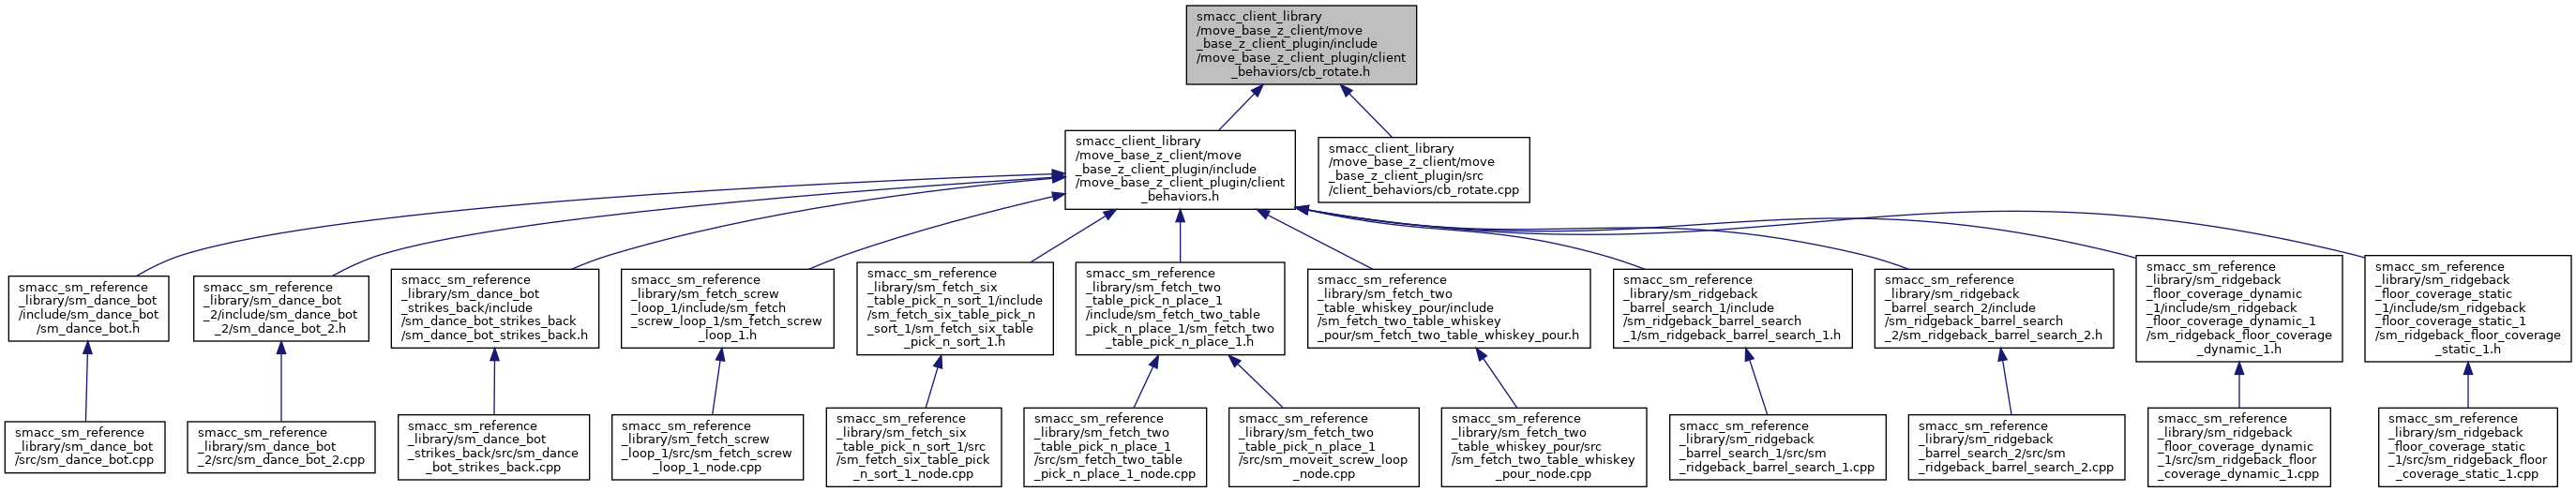 smacc_client_library
/move_base_z_client/move
_base_z_client_plugin/include
/move_base_z_client_plugin/client
_behaviors/cb_rotate.h
smacc_client_library
/move_base_z_client/move
_base_z_client_plugin/include
/move_base_z_client_plugin/client
_behaviors.h
smacc_client_library
/move_base_z_client/move
_base_z_client_plugin/src
/client_behaviors/cb_rotate.cpp
smacc_sm_reference
_library/sm_dance_bot
/include/sm_dance_bot
/sm_dance_bot.h
smacc_sm_reference
_library/sm_dance_bot
_2/include/sm_dance_bot
_2/sm_dance_bot_2.h
smacc_sm_reference
_library/sm_dance_bot
_strikes_back/include
/sm_dance_bot_strikes_back
/sm_dance_bot_strikes_back.h
smacc_sm_reference
_library/sm_fetch_screw
_loop_1/include/sm_fetch
_screw_loop_1/sm_fetch_screw
_loop_1.h
smacc_sm_reference
_library/sm_fetch_six
_table_pick_n_sort_1/include
/sm_fetch_six_table_pick_n
_sort_1/sm_fetch_six_table
_pick_n_sort_1.h
smacc_sm_reference
_library/sm_fetch_two
_table_pick_n_place_1
/include/sm_fetch_two_table
_pick_n_place_1/sm_fetch_two
_table_pick_n_place_1.h
smacc_sm_reference
_library/sm_fetch_two
_table_whiskey_pour/include
/sm_fetch_two_table_whiskey
_pour/sm_fetch_two_table_whiskey_pour.h
smacc_sm_reference
_library/sm_ridgeback
_barrel_search_1/include
/sm_ridgeback_barrel_search
_1/sm_ridgeback_barrel_search_1.h
smacc_sm_reference
_library/sm_ridgeback
_barrel_search_2/include
/sm_ridgeback_barrel_search
_2/sm_ridgeback_barrel_search_2.h
smacc_sm_reference
_library/sm_ridgeback
_floor_coverage_dynamic
_1/include/sm_ridgeback
_floor_coverage_dynamic_1
/sm_ridgeback_floor_coverage
_dynamic_1.h
smacc_sm_reference
_library/sm_ridgeback
_floor_coverage_static
_1/include/sm_ridgeback
_floor_coverage_static_1
/sm_ridgeback_floor_coverage
_static_1.h
smacc_sm_reference
_library/sm_dance_bot
/src/sm_dance_bot.cpp
smacc_sm_reference
_library/sm_dance_bot
_2/src/sm_dance_bot_2.cpp
smacc_sm_reference
_library/sm_dance_bot
_strikes_back/src/sm_dance
_bot_strikes_back.cpp
smacc_sm_reference
_library/sm_fetch_screw
_loop_1/src/sm_fetch_screw
_loop_1_node.cpp
smacc_sm_reference
_library/sm_fetch_six
_table_pick_n_sort_1/src
/sm_fetch_six_table_pick
_n_sort_1_node.cpp
smacc_sm_reference
_library/sm_fetch_two
_table_pick_n_place_1
/src/sm_fetch_two_table
_pick_n_place_1_node.cpp
smacc_sm_reference
_library/sm_fetch_two
_table_pick_n_place_1
/src/sm_moveit_screw_loop
_node.cpp
smacc_sm_reference
_library/sm_fetch_two
_table_whiskey_pour/src
/sm_fetch_two_table_whiskey
_pour_node.cpp
smacc_sm_reference
_library/sm_ridgeback
_barrel_search_1/src/sm
_ridgeback_barrel_search_1.cpp
smacc_sm_reference
_library/sm_ridgeback
_barrel_search_2/src/sm
_ridgeback_barrel_search_2.cpp
smacc_sm_reference
_library/sm_ridgeback
_floor_coverage_dynamic
_1/src/sm_ridgeback_floor
_coverage_dynamic_1.cpp
smacc_sm_reference
_library/sm_ridgeback
_floor_coverage_static
_1/src/sm_ridgeback_floor
_coverage_static_1.cpp